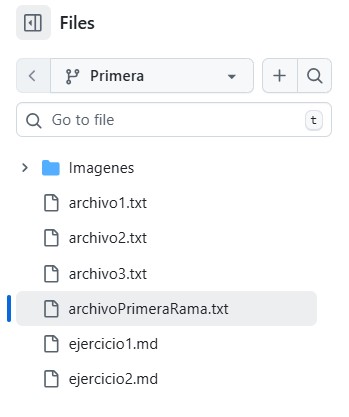 Files
Primera
Go to file
t
Imagenes
archivo1.txt
archivo2.txt
archivo3.txt
archivoPrimeraRama.txt
ejercicio1.md
ejercicio2.md